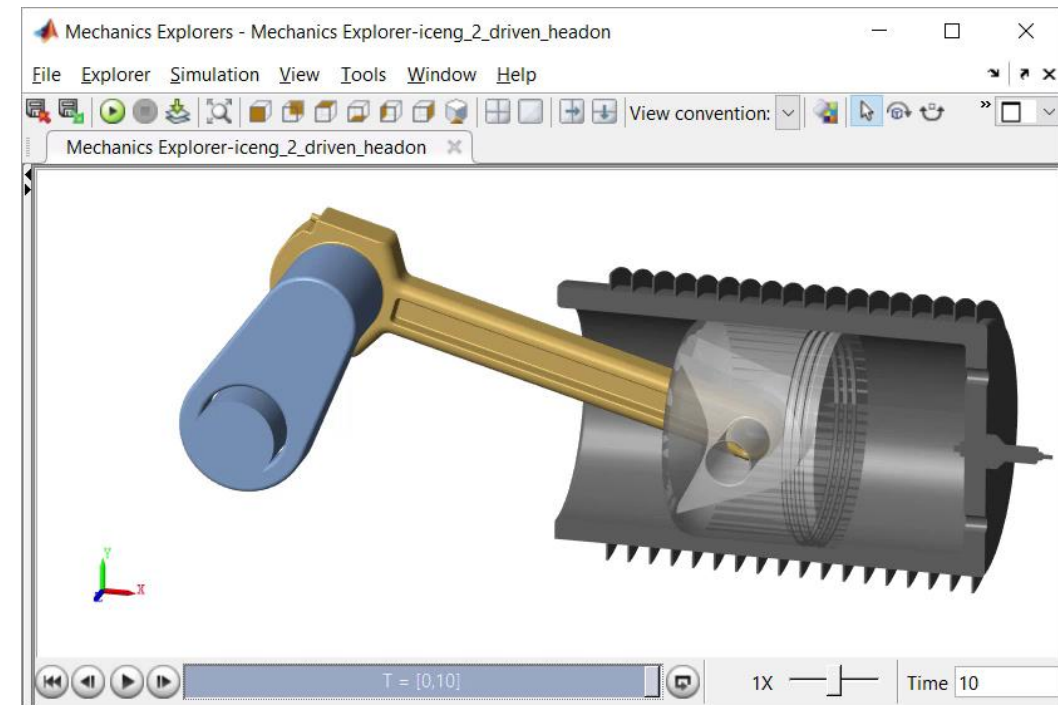 Mechanics Explorers - Mechanics Explorer-iceng_2_driven_headon
File Explorer Simulation View Tools Window Help
View convention:
Mechanics Explorer-iceng_2_driven_headon
Y
X
T = [0,10]
1X
Time 10